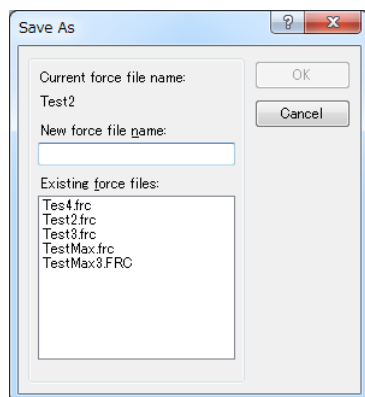 Save As
Current force file name:
Test2
New force file name:
Existing force files:
Tes4.frc
Test2.frc
Test3.frc
TestMax.frc
TestMax3.FRC
OK
Cancel